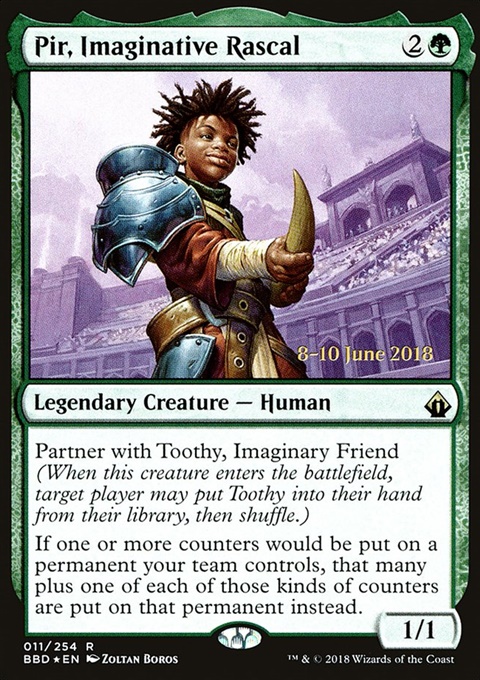 Pir, Imaginative Rascal 2
8-10 June 2018
Legendary Creature — Human
Partner with Toothy, Imaginary Friend
(When this creature enters the battlefield,
target player may put Toothy into their hand
from their library, then shuffle.)
If one or more counters would be put on a
permanent your team controls, that many
plus one of each of those kinds of counters
are put on that permanent instead.
1/1
011/254 R
BBD ★ EN Zoltan Boros
™ & © 2018 Wizards of the Coast